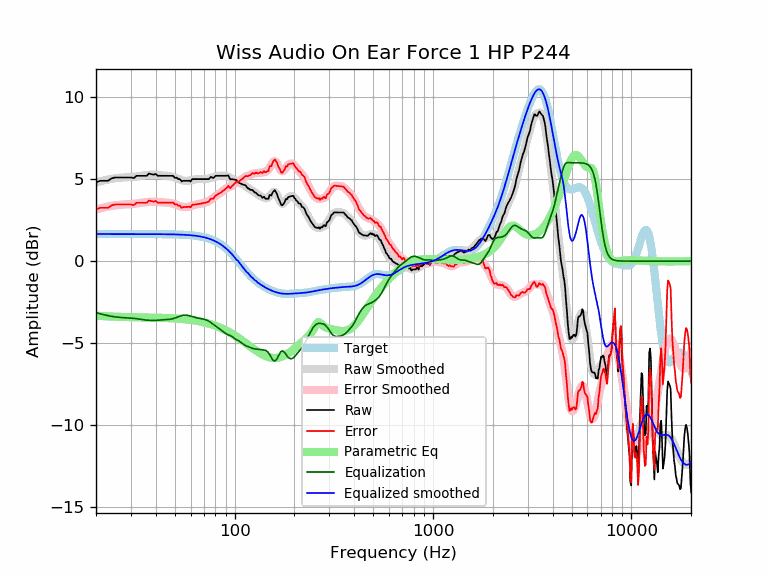 Wiss Audio On Ear Force 1 HP P244
10
5
0
−5
−10
−15
Amplitude (dBr)
Target
Raw Smoothed
Error Smoothed
Raw
Error
Parametric Eq
Equalization
Equalized smoothed
100
1000
10000
Frequency (Hz)